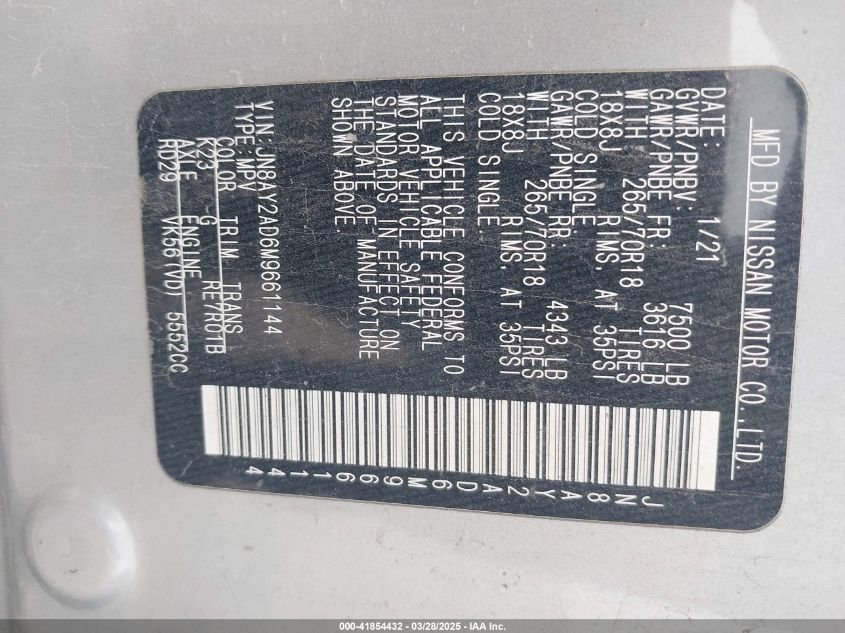 MFD BY NISSAN MOTOR CO.,LTD.
DATE: 1/21
GVWR/PNBV: 7500 LB
GAWR/PNBE FR: 3616 LB
WITH 265/70R18 TIRES
18X8J RIMS, AT 35PSI
COLD SINGLE.
GAWR/PNBE RR: 4343 LB
WITH 265/70R18 TIRES
18X8J RIMS, AT 35PSI
COLD SINGLE
THIS VEHICLE CONFORMS TO
ALL APPLICABLE FEDERAL
MOTOR VEHICLE SAFETY
STANDARDS IN EFFECT ON
THE DATE OF MANUFACTURE
SHOWN ABOVE.
VIN:JN8AY2AD6M9661144
TYPE:MPV
COLOR TRIM TRANS
K23 G RE7R01B
AXLE ENGINE
RD29 VK56(VD) 5552CC
JN8AY2AD6M9661144
000-41854432 - 03/28/2025 - IAA Inc.